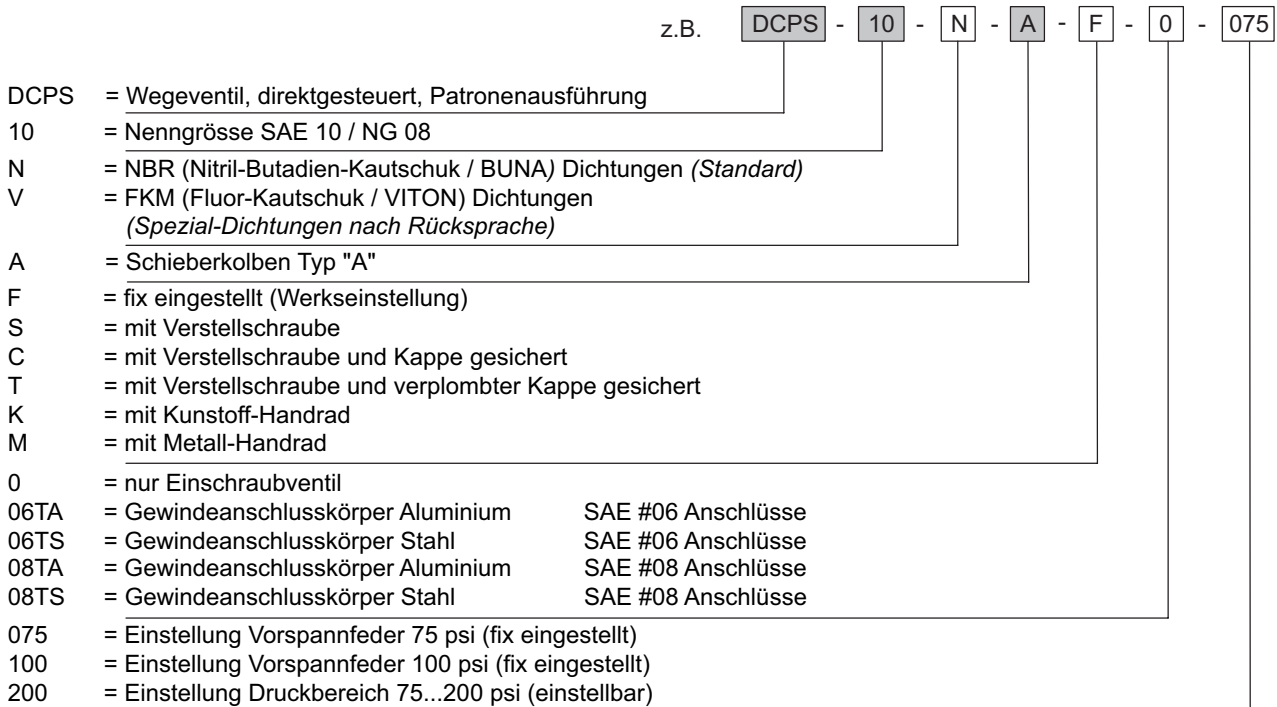 z.B. DCPS - 10 - N - A - F - 0 - 075
DCPS = Wegeventil, direktgesteuert, Patronenausführung
10 = Nenngrösse SAE 10 / NG 08
N = NBR (Nitril-Butadien-Kautschuk / BUNA) Dichtungen (Standard)
V = FKM (Fluor-Kautschuk / VITON) Dichtungen
(Spezial-Dichtungen nach Rücksprache)
A = Schieberkolben Typ "A"
F = fix eingestellt (Werkseinstellung)
S = mit Verstellschraube
C = mit Verstellschraube und Kappe gesichert
T = mit Verstellschraube und verplombter Kappe gesichert
K = mit Kunstoff-Handrad
M = mit Metall-Handrad
0 = nur Einschraubventil
06TA = Gewindeanschlusskörper Aluminium SAE #06 Anschlüsse
06TS = Gewindeanschlusskörper Stahl SAE #06 Anschlüsse
08TA = Gewindeanschlusskörper Aluminium SAE #08 Anschlüsse
08TS = Gewindeanschlusskörper Stahl SAE #08 Anschlüsse
075 = Einstellung Vorspannfeder 75 psi (fix eingestellt)
100 = Einstellung Vorspannfeder 100 psi (fix eingestellt)
200 = Einstellung Druckbereich 75...200 psi (einstellbar)